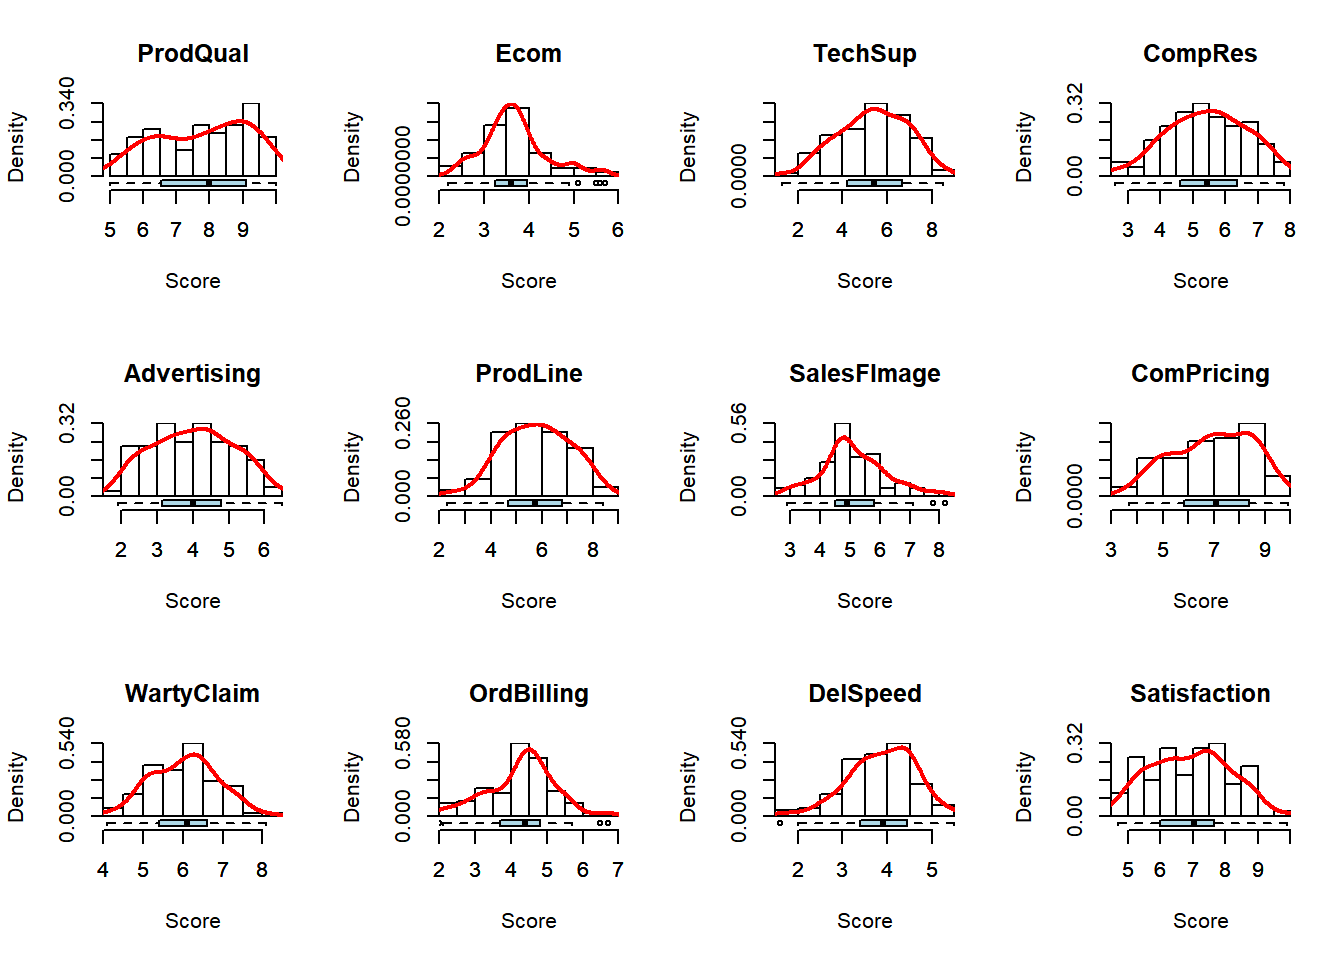 ProdQual
Density
0.000 0.340
5 6 7 8 9
Score
Ecom
Density
0.0000000
2 3 4 5 6
Score
TechSup
Density
0.0000
2 4 6 8
Score
CompRes
Density
0.00 0.32
3 4 5 6 7 8
Score
Advertising
Density
0.00 0.32
2 3 4 5 6
Score
ProdLine
Density
0.000 0.260
2 4 6 8
Score
SalesFImage
Density
0.00 0.56
3 4 5 6 7 8
Score
ComPricing
Density
0.0000
3 5 7 9
Score
WartyClaim
Density
0.000 0.540
4 5 6 7 8
Score
OrdBilling
Density
0.000 0.580
2 3 4 5 6 7
Score
DelSpeed
Density
0.000 0.540
2 3 4 5
Score
Satisfaction
Density
0.00 0.32
5 6 7 8 9
Score